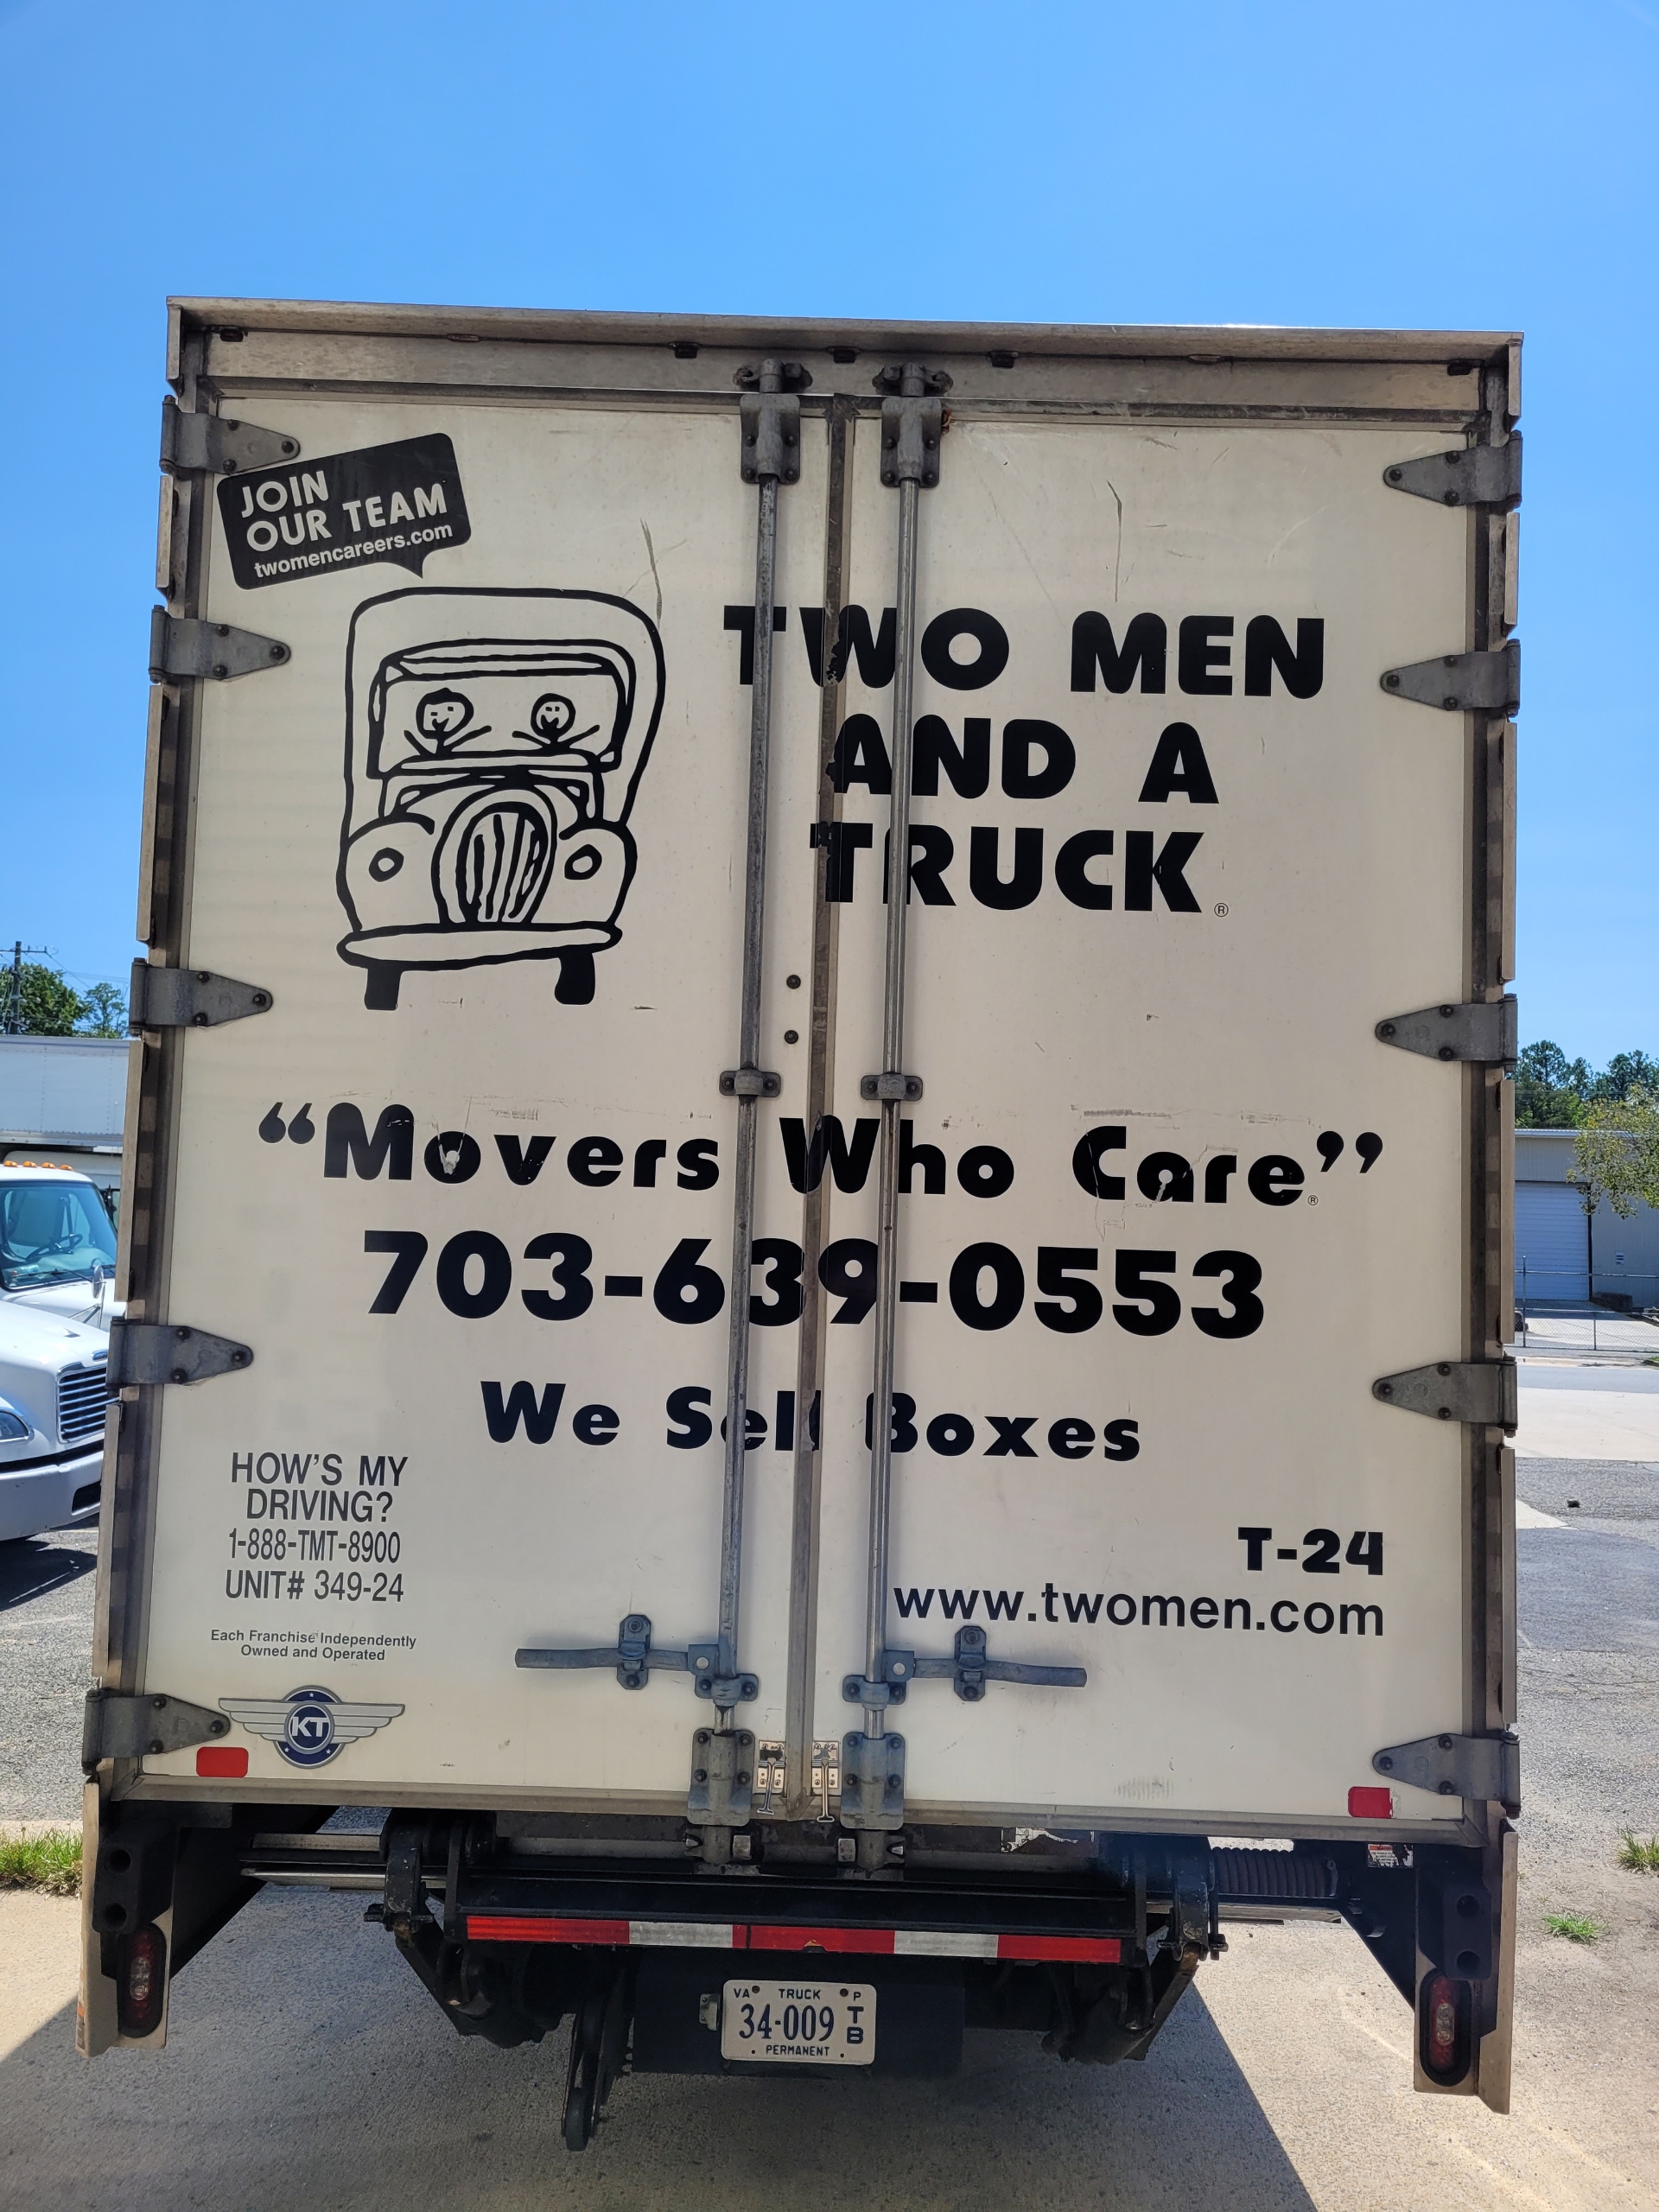 JOIN
OUR TEAM
twomencareers.com
TWO MEN
AND A
TRUCK®
“Movers Who Care®”
703-639-0553
We Sell Boxes
HOW'S MY
DRIVING?
1-888-TMT-8900
UNIT# 349-24
Each Franchise Independently
Owned and Operated
T-24
www.twomen.com
KT
VA TRUCK P
34-009 TB
PERMANENT